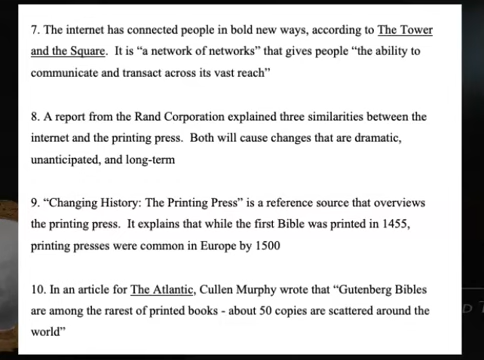 7. The internet has connected people in bold new ways, according to The Tower
and the Square.  It is “a network of networks” that gives people “the ability to
communicate and transact across its vast reach”
8. A report from the Rand Corporation explained three similarities between the
internet and the printing press.  Both will cause changes that are dramatic,
unanticipated, and long-term
9. “Changing History: The Printing Press” is a reference source that overviews
the printing press.  It explains that while the first Bible was printed in 1455,
printing presses were common in Europe by 1500
10. In an article for The Atlantic, Cullen Murphy wrote that “Gutenberg Bibles
are among the rarest of printed books - about 50 copies are scattered around the
world”